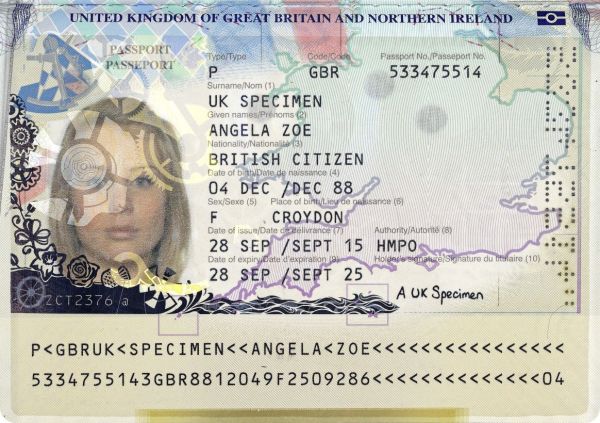 UNITED KINGDOM OF GREAT BRITAIN AND NORTHERN IRELAND
PASSPORT
PASSEPORT
Type/Type Code/Code Passport No./Passeport No.
P GBR 533475514
Surname/Nom (1)
UK SPECIMEN
Given names/Prénoms (2)
ANGELA ZOE
Nationality/Nationalité (3)
BRITISH CITIZEN
Date of birth/Date de naissance (4)
04 DEC /DEC 88
Sex/Sexe (5) Place of birth/Lieu de naissance (6)
F CROYDON
Date of issue/Date de délivrance (7) Authority/Autorité (8)
28 SEP /SEPT 15 HMPO
Date of expiry/Date d'expiration (9) Holder's signature/Signature du titulaire (10)
28 SEP /SEPT 25
A UK Specimen
ZCT2376 a
P<GBRUK<SPECIMEN<<ANGELA<ZOE<<<<<<<<<<<<<<<<
5334755143GBR8812049F2509286<<<<<<<<<<<<<<04